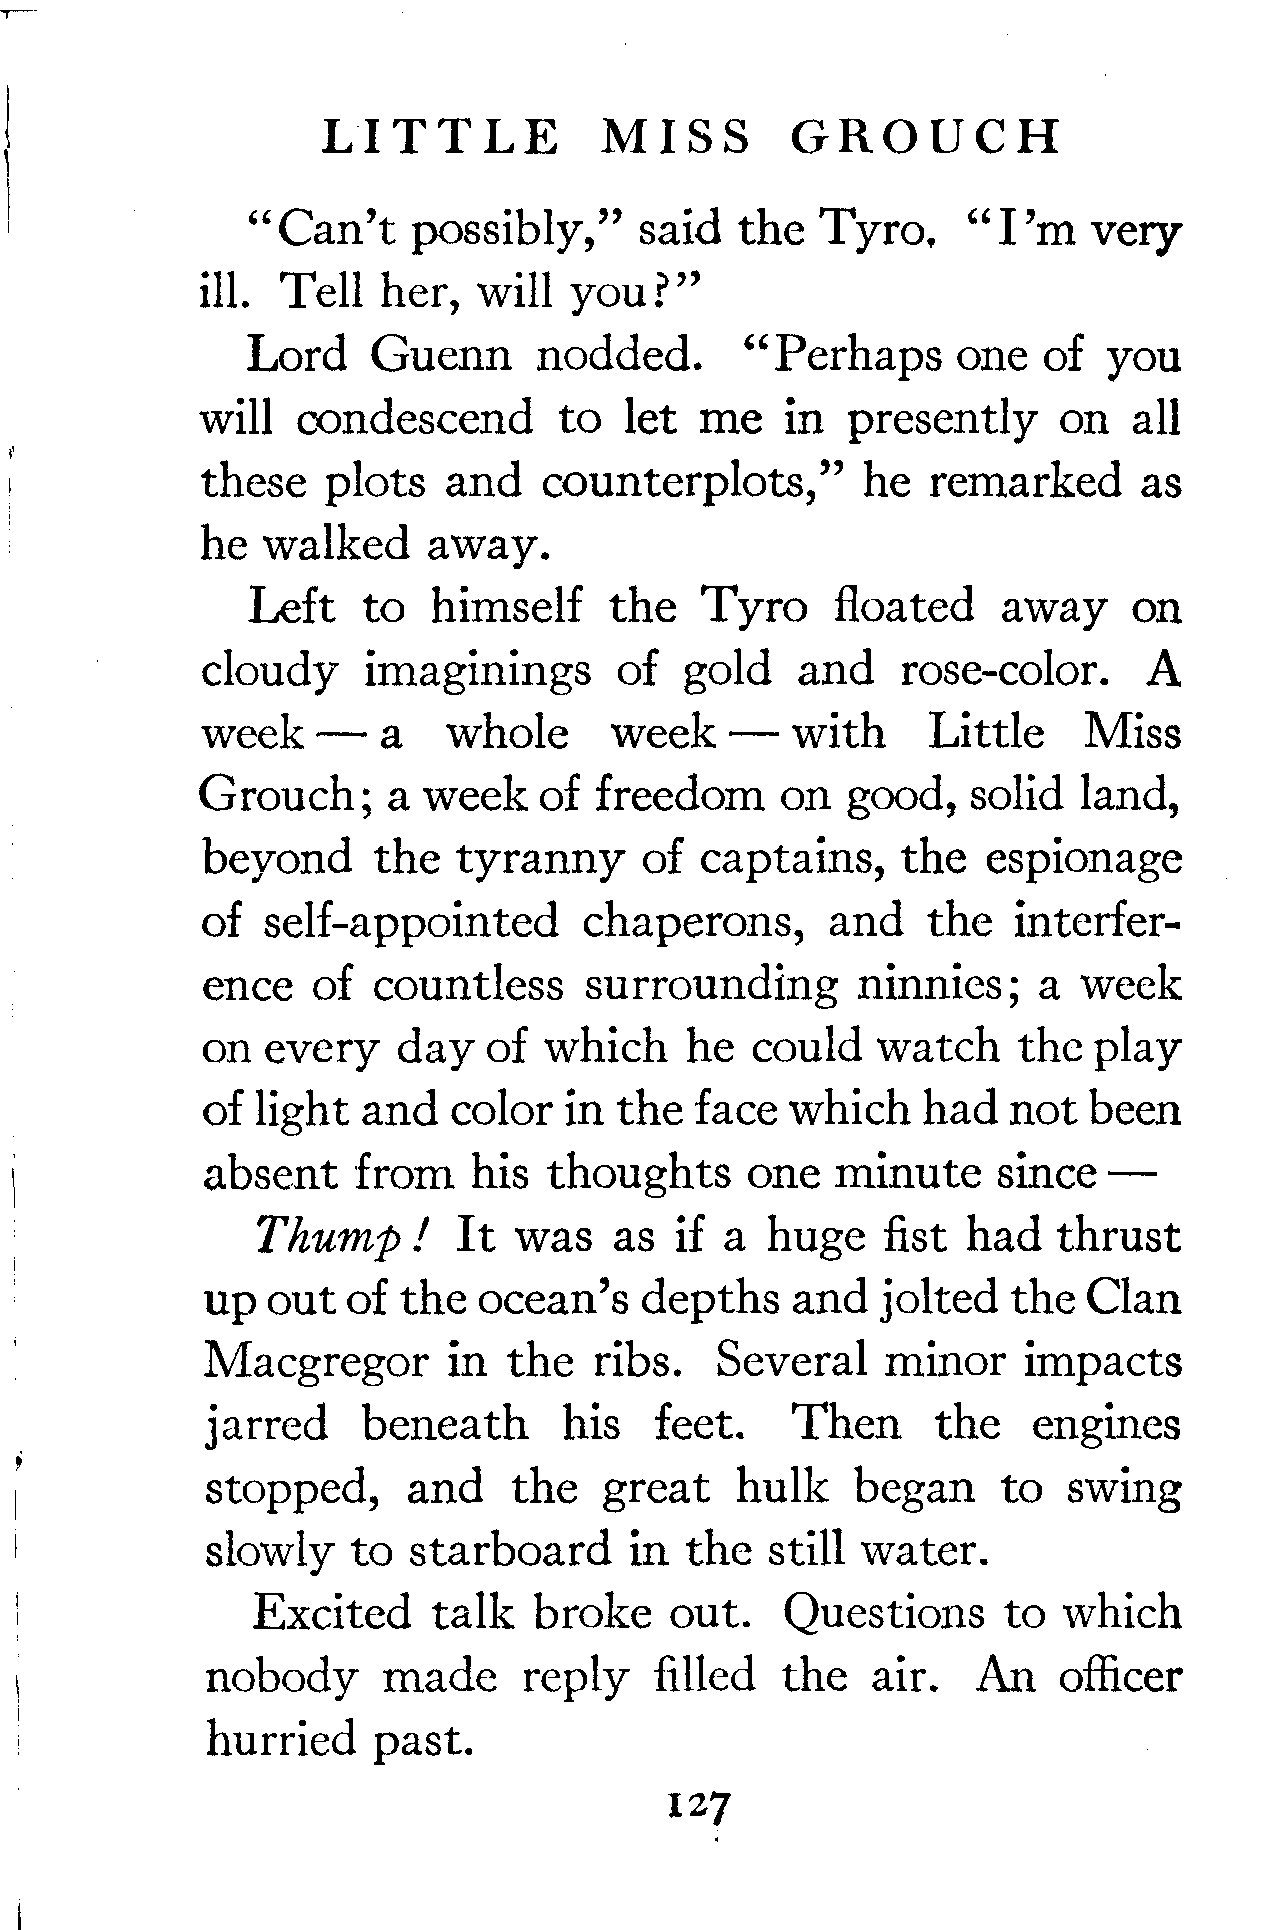 LITTLE MISS GROUCH
“Can’t possibly,” said the Tyro. “I’m very
ill. Tell her, will you?”
Lord Guenn nodded. “Perhaps one of you
will condescend to let me in presently on all
these plots and counterplots,” he remarked as
he walked away.
Left to himself the Tyro floated away on
cloudy imaginings of gold and rose-color. A
week — a whole week — with Little Miss
Grouch; a week of freedom on good, solid land,
beyond the tyranny of captains, the espionage
of self-appointed chaperons, and the interfer-
ence of countless surrounding ninnies; a week
on every day of which he could watch the play
of light and color in the face which had not been
absent from his thoughts one minute since —
Thump! It was as if a huge fist had thrust
up out of the ocean’s depths and jolted the Clan
Macgregor in the ribs. Several minor impacts
jarred beneath his feet. Then the engines
stopped, and the great hulk began to swing
slowly to starboard in the still water.
Excited talk broke out. Questions to which
nobody made reply filled the air. An officer
hurried past.
127